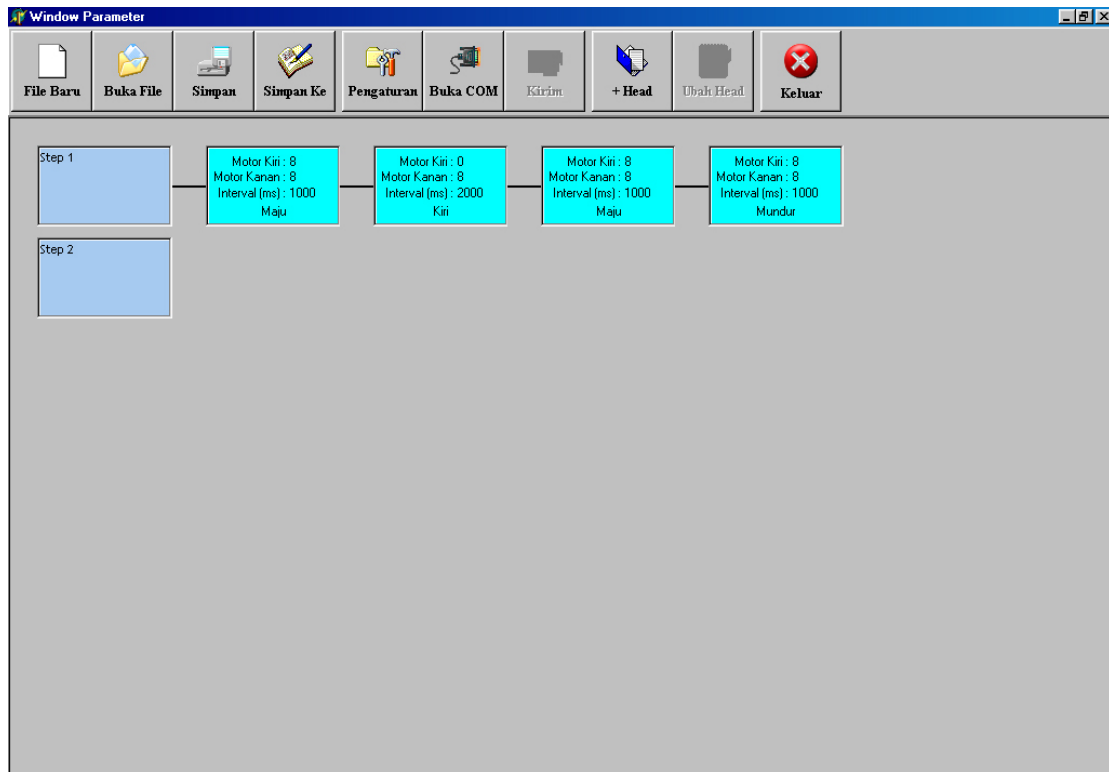 Window Parameter
File Baru
Buka File
Simpan
Simpan Ke
Pengaturan
Buka COM
Kirim
+ Head
Ubah Head
Keluar
Step 1
Motor Kiri : 8
Motor Kanan : 8
Interval (ms) : 1000
Maju
Motor Kiri : 0
Motor Kanan : 8
Interval (ms) : 2000
Kiri
Motor Kiri : 8
Motor Kanan : 8
Interval (ms) : 1000
Maju
Motor Kiri : 8
Motor Kanan : 8
Interval (ms) : 1000
Mundur
Step 2